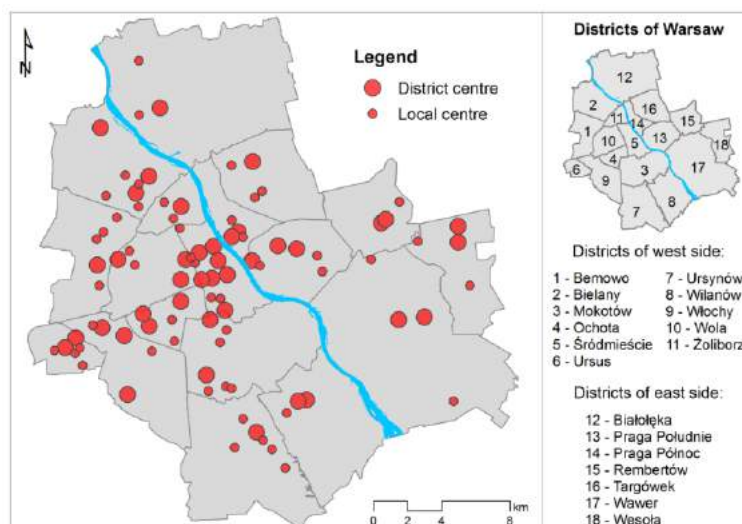 N
Legend
District centre
Local centre
km
0 2 4 8
Districts of Warsaw
12
2
16
11
14
15
1
10
13
18
5
4
6
3
17
9
8
7
Districts of west side:
1 - Bemowo
2 - Bielany
3 - Mokotów
4 - Ochota
5 - Śródmieście
6 - Ursus
7 - Ursynów
8 - Wilanów
9 - Włochy
10 - Wola
11 - Żoliborz
Districts of east side:
12 - Białołęka
13 - Praga Południe
14 - Praga Północ
15 - Rembertów
16 - Targówek
17 - Wawer
18 - Wesoła